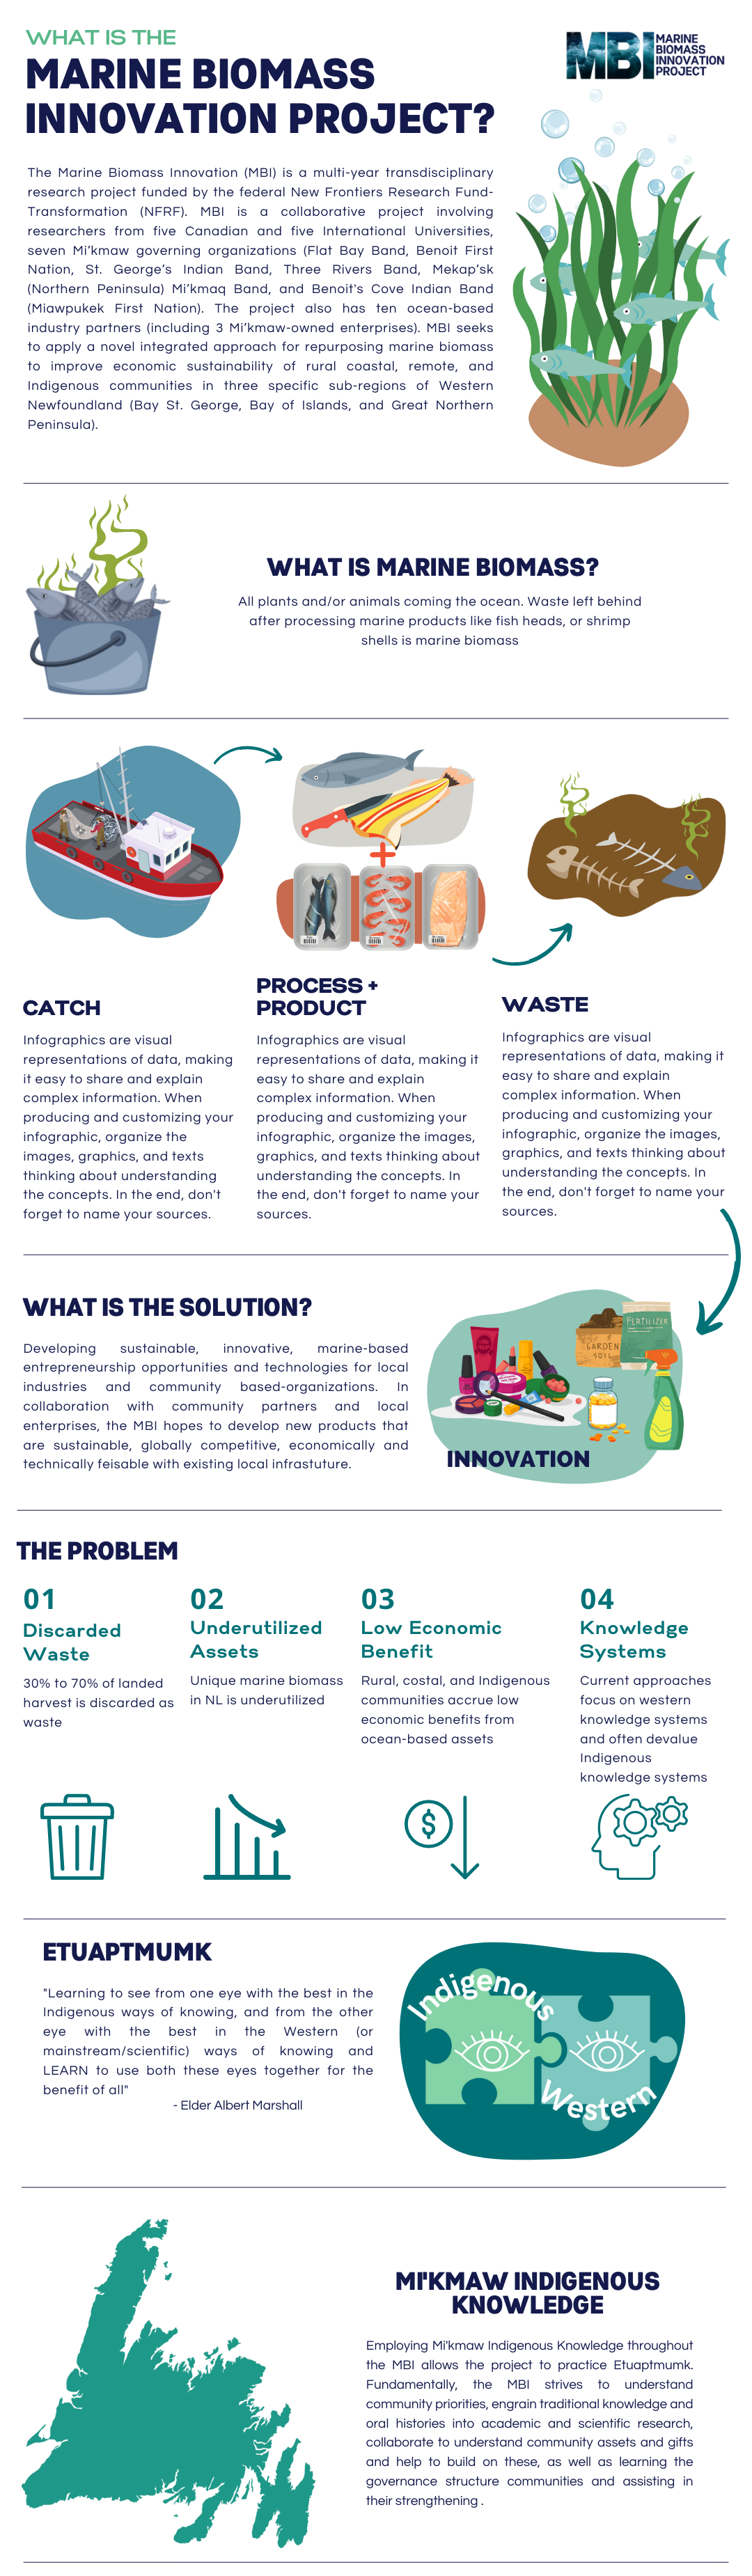 WHAT IS THE
MARINE BIOMASS
INNOVATION PROJECT?
MBI
MARINE
BIOMASS
INNOVATION
PROJECT
The Marine Biomass Innovation (MBI) is a multi-year transdisciplinary
research project funded by the federal New Frontiers Research Fund-
Transformation (NFRF). MBI is a collaborative project involving
researchers from five Canadian and five International Universities,
seven Mi’kmaw governing organizations (Flat Bay Band, Benoit First
Nation, St. George’s Indian Band, Three Rivers Band, Mekap’sk
(Northern Peninsula) Mi’kmaq Band, and Benoit's Cove Indian Band
(Miawpukek First Nation). The project also has ten ocean-based
industry partners (including 3 Mi’kmaw-owned enterprises). MBI seeks
to apply a novel integrated approach for repurposing marine biomass
to improve economic sustainability of rural coastal, remote, and
Indigenous communities in three specific sub-regions of Western
Newfoundland (Bay St. George, Bay of Islands, and Great Northern
Peninsula).
WHAT IS MARINE BIOMASS?
All plants and/or animals coming the ocean. Waste left behind
after processing marine products like fish heads, or shrimp
shells is marine biomass
CATCH
Infographics are visual
representations of data, making
it easy to share and explain
complex information. When
producing and customizing your
infographic, organize the
images, graphics, and texts
thinking about understanding
the concepts. In the end, don't
forget to name your sources.
PROCESS +
PRODUCT
Infographics are visual
representations of data, making it
easy to share and explain
complex information. When
producing and customizing your
infographic, organize the images,
graphics, and texts thinking about
understanding the concepts. In
the end, don't forget to name your
sources.
WASTE
Infographics are visual
representations of data, making it
easy to share and explain
complex information. When
producing and customizing your
infographic, organize the images,
graphics, and texts thinking about
understanding the concepts. In
the end, don't forget to name your
sources.
WHAT IS THE SOLUTION?
Developing sustainable, innovative, marine-based
entrepreneurship opportunities and technologies for local
industries and community based-organizations. In
collaboration with community partners and local
enterprises, the MBI hopes to develop new products that
are sustainable, globally competitive, economically and
technically feisable with existing local infrastuture.
FERTILIZER
GARDEN
SOIL
INNOVATION
THE PROBLEM
01
Discarded
Waste
30% to 70% of landed
harvest is discarded as
waste
02
Underutilized
Assets
Unique marine biomass
in NL is underutilized
03
Low Economic
Benefit
Rural, costal, and Indigenous
communities accrue low
economic benefits from
ocean-based assets
04
Knowledge
Systems
Current approaches
focus on western
knowledge systems
and often devalue
Indigenous
knowledge systems
$
ETUAPTMUMK
"Learning to see from one eye with the best in the
Indigenous ways of knowing, and from the other
eye with the best in the Western (or
mainstream/scientific) ways of knowing and
LEARN to use both these eyes together for the
benefit of all"
- Elder Albert Marshall
Indigenous
Western
MI'KMAW INDIGENOUS
KNOWLEDGE
Employing Mi'kmaw Indigenous Knowledge throughout
the MBI allows the project to practice Etuaptmumk.
Fundamentally, the MBI strives to understand
community priorities, engrain traditional knowledge and
oral histories into academic and scientific research,
collaborate to understand community assets and gifts
and help to build on these, as well as learning the
governance structure communities and assisting in
their strengthening .